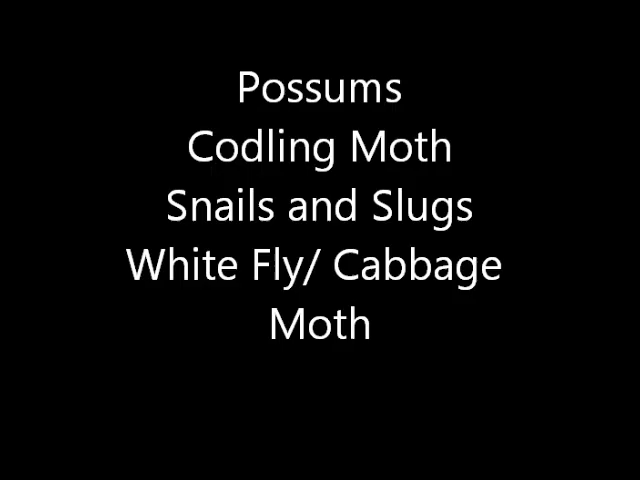 Possums
Codling Moth
Snails and Slugs
White Fly/ Cabbage
Moth